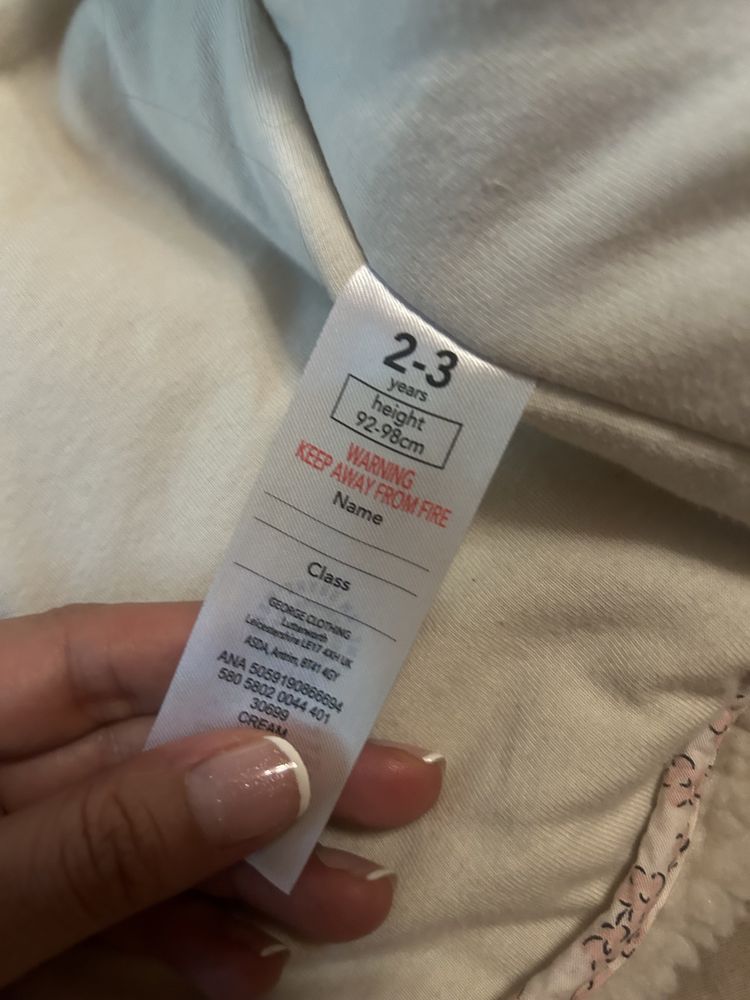 2-3
years
height
92-98cm
WARNING
KEEP AWAY FROM FIRE
Name
Class
GEORGE CLOTHING
Lutterworth
Leicestershire LE17 4XH UK
ASDA, Antrim, BT41 4GY
ANA 5059190866694
580 5802 0044 401
30699
CREAM